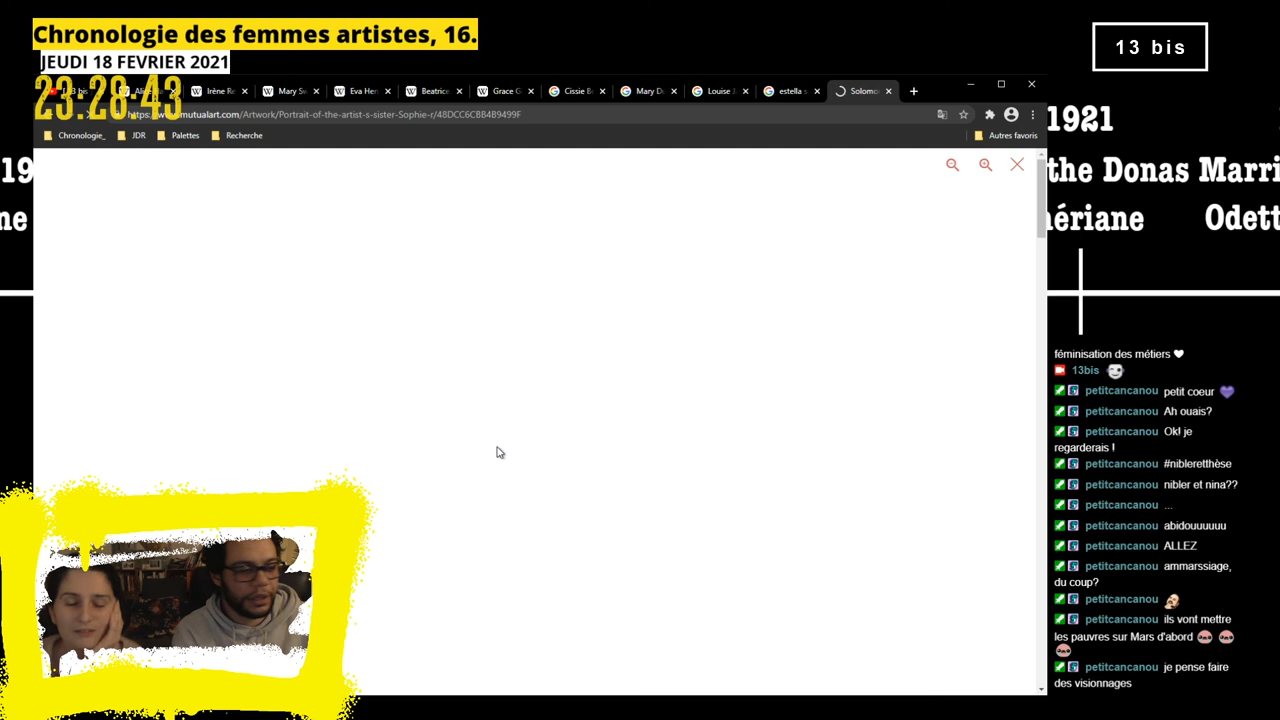 Chronologie des femmes artistes, 16.
JEUDI 18 FEVRIER 2021
23:28:43
13 bis
13 bis
Irène Re
Mary Sw
Eva Hen
Beatrice
Grace G
Cissie B
Mary D
Louise J
estella s
Solomo
https://www.mutualart.com/Artwork/Portrait-of-the-artist-s-sister-Sophie-r/48DCC6CBB4B9499F
Chronologie_
JDR
Palettes
Recherche
Autres favoris
1921
19
the Donas Marri
ne
hériane
Odett
féminisation des métiers
13bis
petitcancanou petit coeur
petitcancanou Ah ouais?
petitcancanou Ok! je
regarderais !
petitcancanou #nibleretthèse
petitcancanou nibler et nina??
petitcancanou ...
petitcancanou abidouuuuuu
petitcancanou ALLEZ
petitcancanou ammarssiage,
du coup?
petitcancanou
petitcancanou ils vont mettre
les pauvres sur Mars d'abord
petitcancanou je pense faire
des visionnages